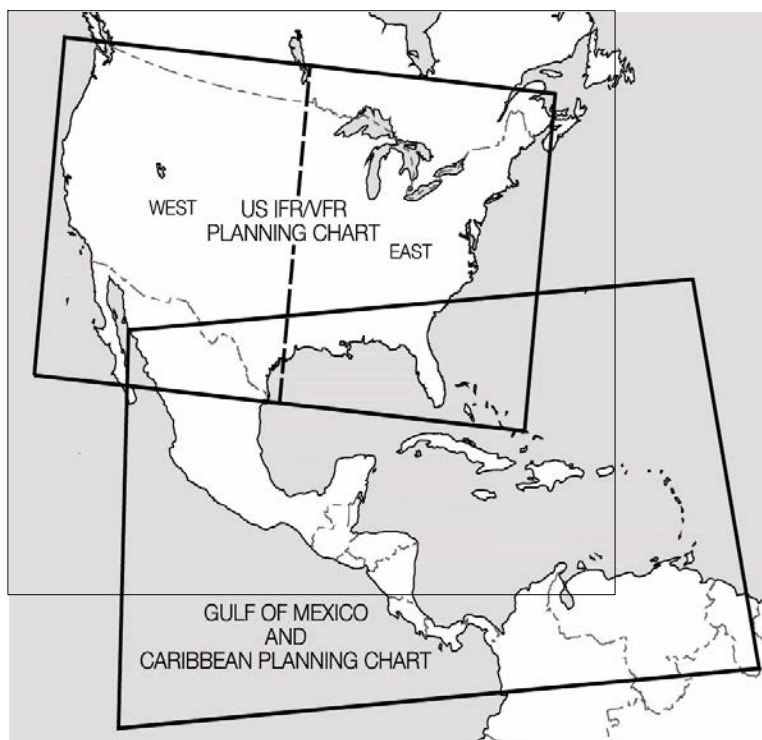 WEST
US IFR/VFR
PLANNING CHART
EAST
GULF OF MEXICO
AND
CARIBBEAN PLANNING CHART